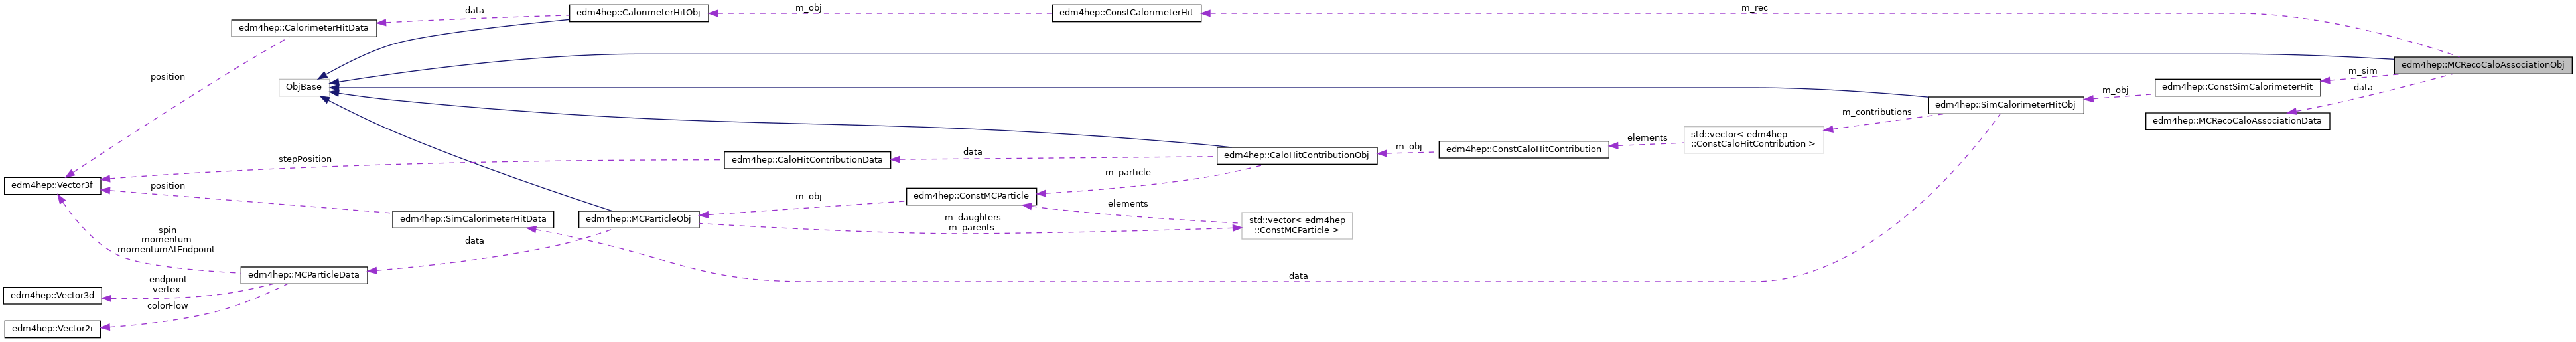 edm4hep::CalorimeterHitData
data
edm4hep::CalorimeterHitObj
m_obj
edm4hep::ConstCalorimeterHit
m_rec
edm4hep::MCRecoCaloAssociationObj
position
ObjBase
m_sim
data
edm4hep::ConstSimCalorimeterHit
m_obj
edm4hep::SimCalorimeterHitObj
edm4hep::MCRecoCaloAssociationData
m_contributions
std::vector< edm4hep
::ConstCaloHitContribution >
elements
edm4hep::ConstCaloHitContribution
m_obj
edm4hep::CaloHitContributionObj
data
edm4hep::CaloHitContributionData
stepPosition
m_particle
edm4hep::Vector3f
position
edm4hep::ConstMCParticle
m_obj
elements
edm4hep::SimCalorimeterHitData
edm4hep::MCParticleObj
m_daughters
m_parents
std::vector< edm4hep
::ConstMCParticle >
spin
momentum
momentumAtEndpoint
data
edm4hep::MCParticleData
data
endpoint
vertex
edm4hep::Vector3d
colorFlow
edm4hep::Vector2i